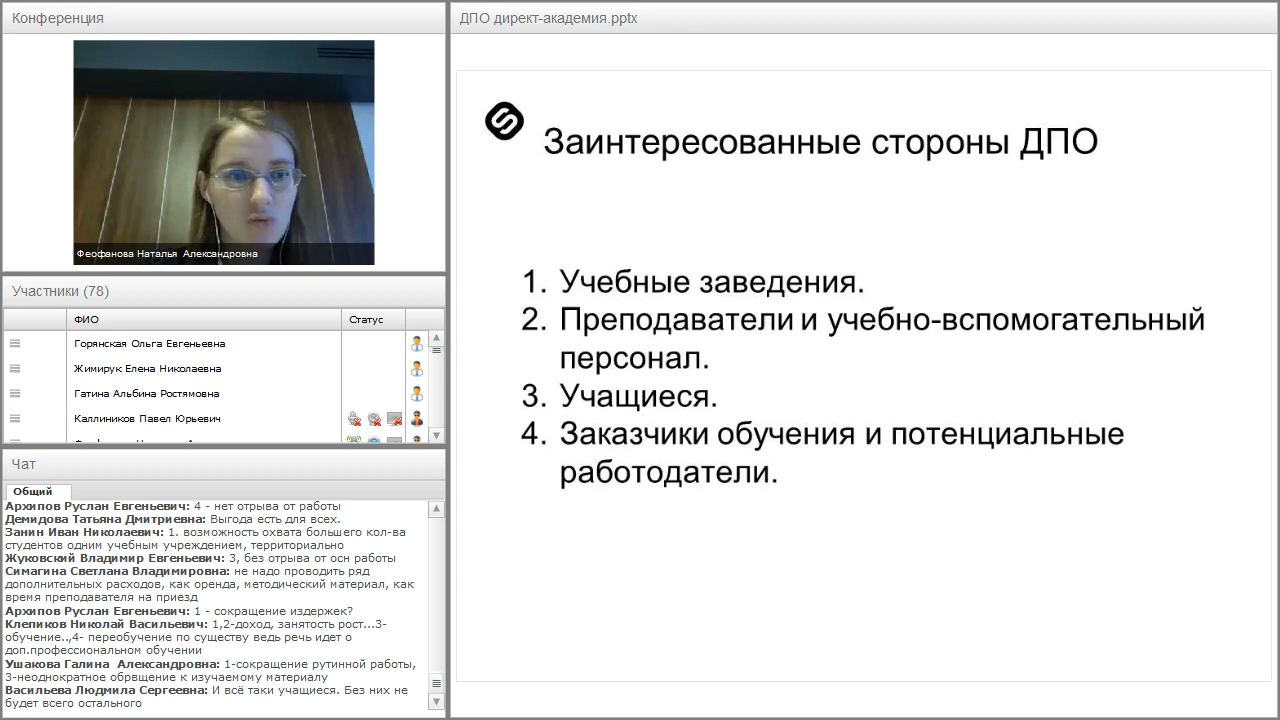 Конференция
Феофанова Наталья Александровна
Участники (78)
ФИО Статус
Горянская Ольга Евгеньевна
Жимирук Елена Николаевна
Гатина Альбина Ростямовна
Каллиников Павел Юрьевич
Чат
Общий
Архипов Руслан Евгеньевич: 4 - нет отрыва от работы
Демидова Татьяна Дмитриевна: Выгода есть для всех.
Занин Иван Николаевич: 1. возможность охвата большего кол-ва
студентов одним учебным учреждением, территориально
Жуковский Владимир Евгеньевич: 3, без отрыва от осн работы
Симагина Светлана Владимировна: не надо проводить ряд
дополнительных расходов, как оренда, методический материал, как
время преподавателя на приезд
Архипов Руслан Евгеньевич: 1 - сокращение издержек?
Клепиков Николай Васильевич: 1,2-доход, занятость рост...3-
обучение..,4- переобучение по существу ведь речь идет о
доп.профессиональном обучении
Ушакова Галина Александровна: 1-сокращение рутинной работы,
3-неоднократное обрвщение к изучаемому материалу
Васильева Людмила Сергеевна: И всё таки учащиеся. Без них не
будет всего остального
ДПО директ-академия.pptx
Заинтересованные стороны ДПО
1. Учебные заведения.
2. Преподаватели и учебно-вспомогательный
персонал.
3. Учащиеся.
4. Заказчики обучения и потенциальные
работодатели.